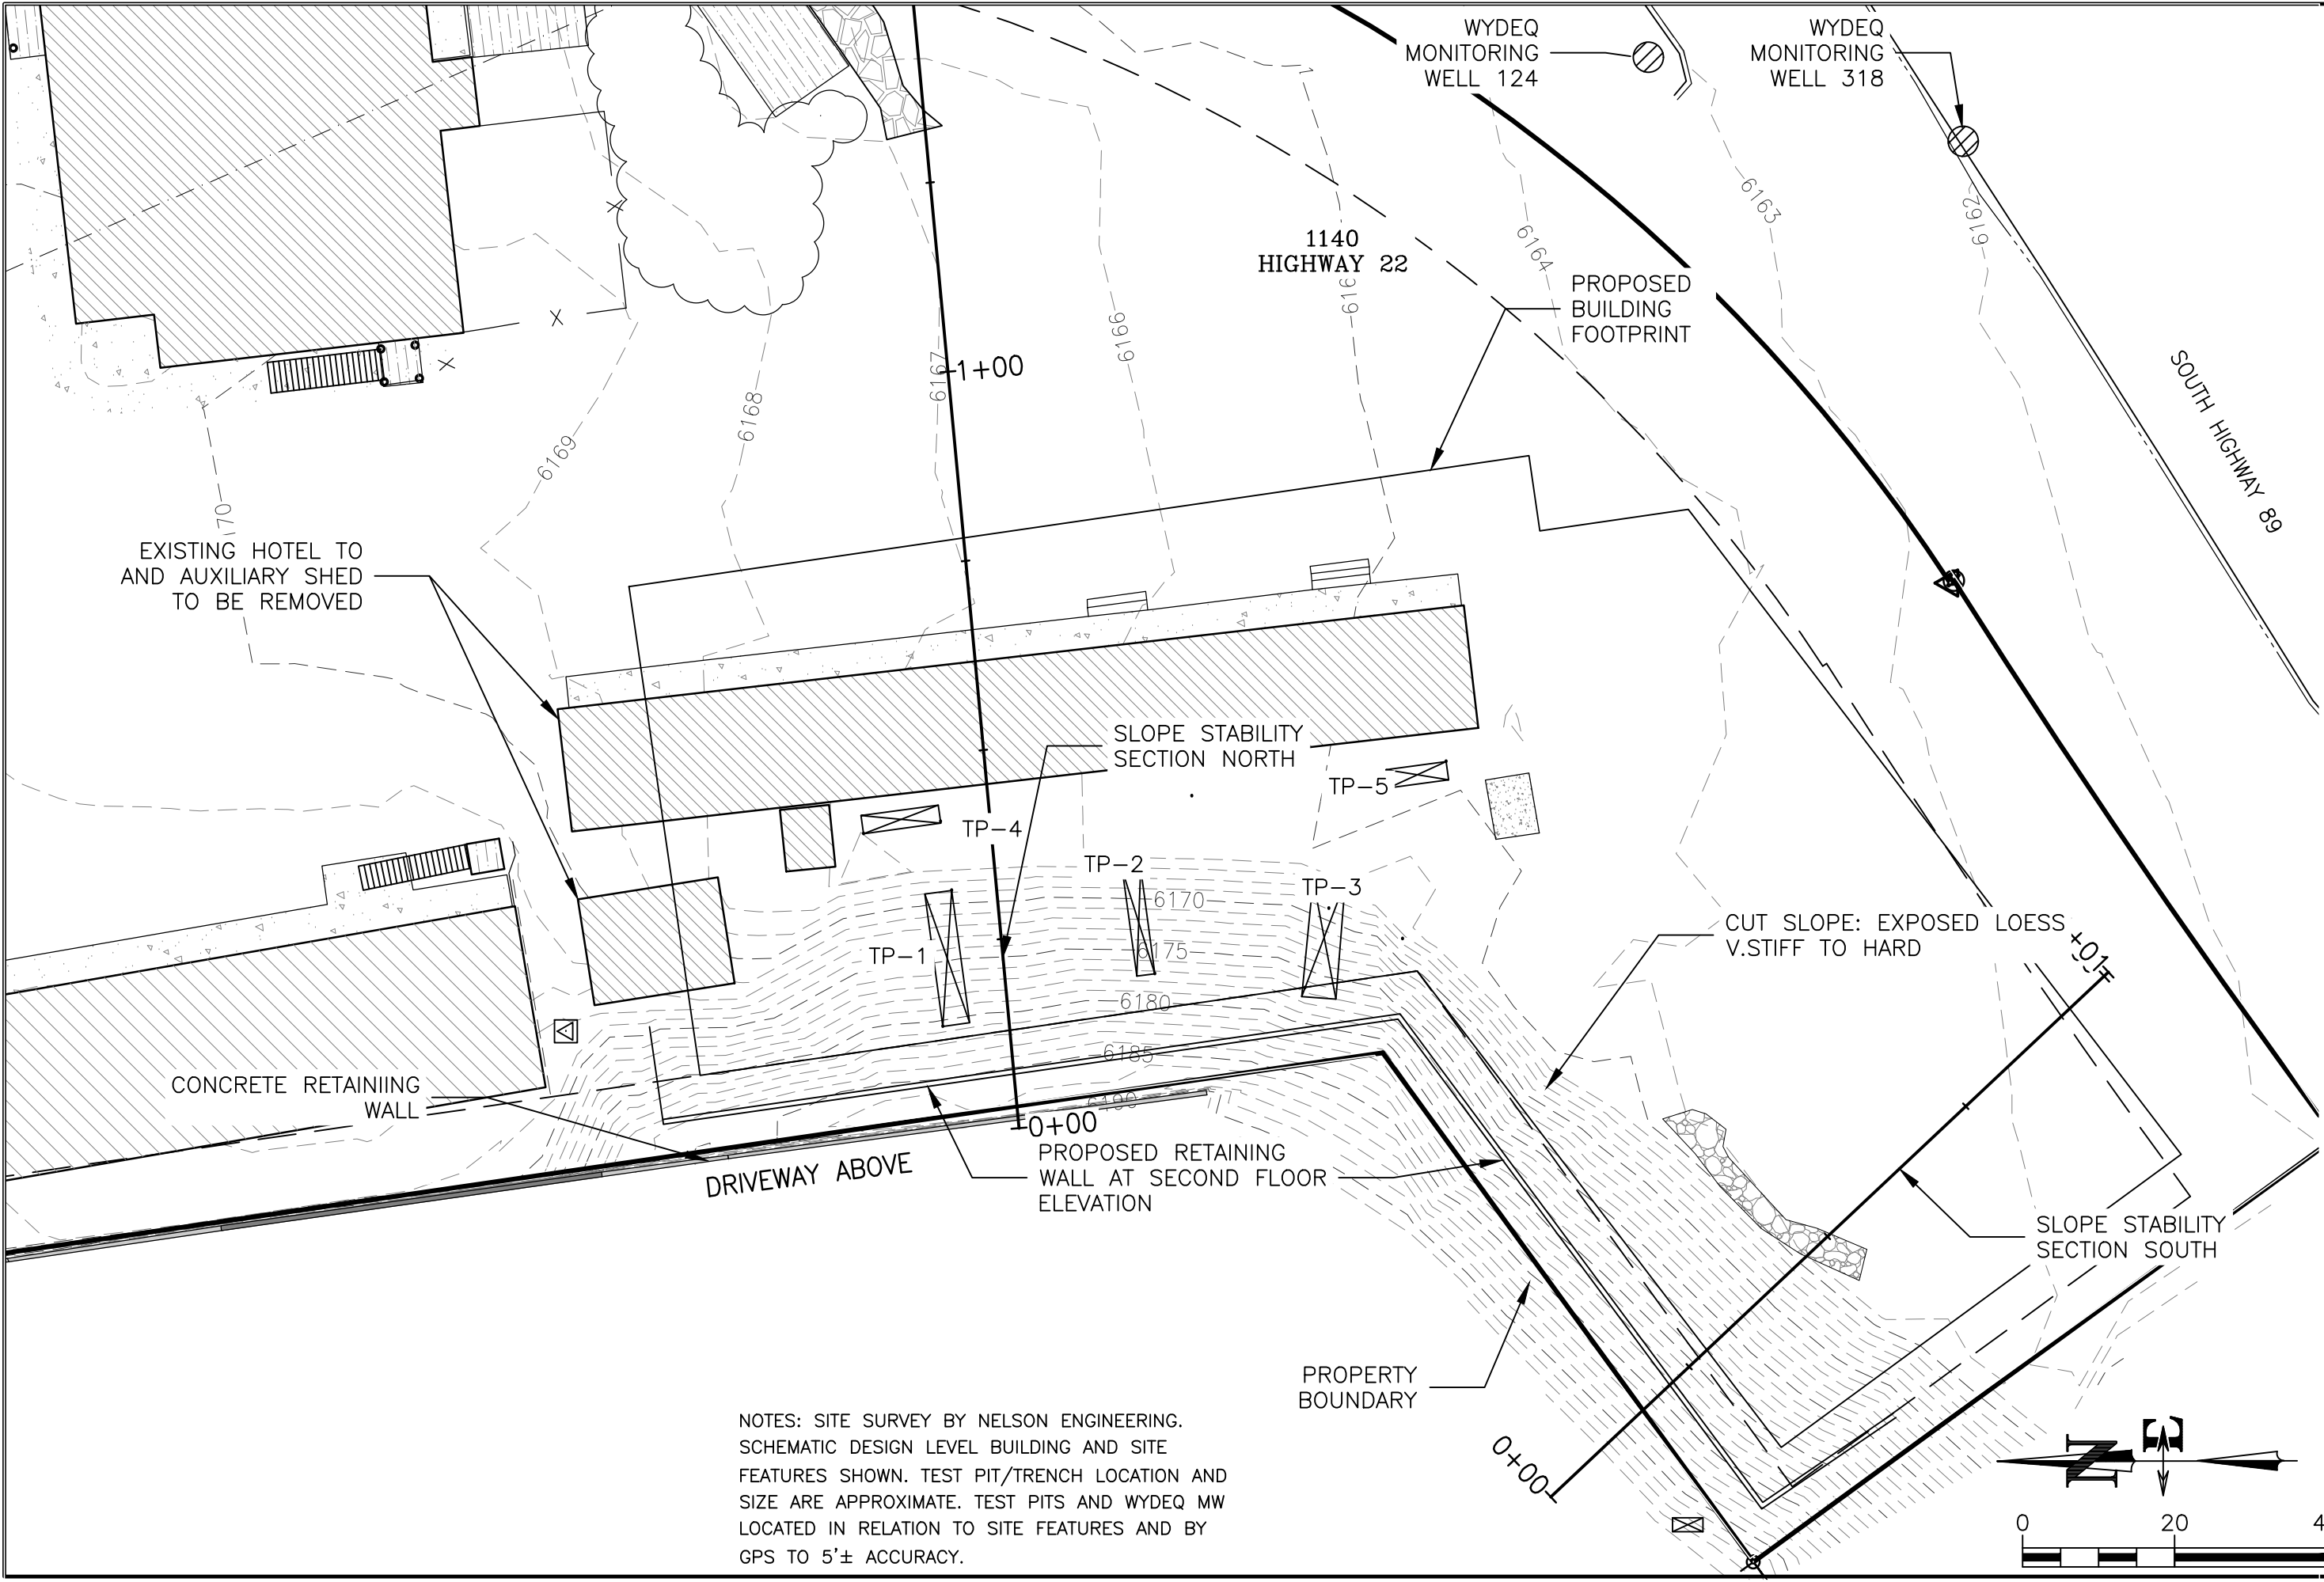 WYDEQ
MONITORING
WELL 124
WYDEQ
MONITORING
WELL 318
6163
6162
6164
1140
HIGHWAY 22
616
PROPOSED
BUILDING
FOOTPRINT
6166
6167
1+00
6168
6169
SOUTH HIGHWAY 89
170
EXISTING HOTEL TO
AND AUXILIARY SHED
TO BE REMOVED
SLOPE STABILITY
SECTION NORTH
TP-5
TP-4
TP-2
TP-3
6170
TP-1
6175
CUT SLOPE: EXPOSED LOESS
V.STIFF TO HARD
6180
6185
CONCRETE RETAINIING
WALL
6190
0+00
PROPOSED RETAINING
WALL AT SECOND FLOOR
ELEVATION
DRIVEWAY ABOVE
SLOPE STABILITY
SECTION SOUTH
PROPERTY
BOUNDARY
0+00
NOTES: SITE SURVEY BY NELSON ENGINEERING.
SCHEMATIC DESIGN LEVEL BUILDING AND SITE
FEATURES SHOWN. TEST PIT/TRENCH LOCATION AND
SIZE ARE APPROXIMATE. TEST PITS AND WYDEQ MW
LOCATED IN RELATION TO SITE FEATURES AND BY
GPS TO 5'± ACCURACY.
N
E
0 20 4